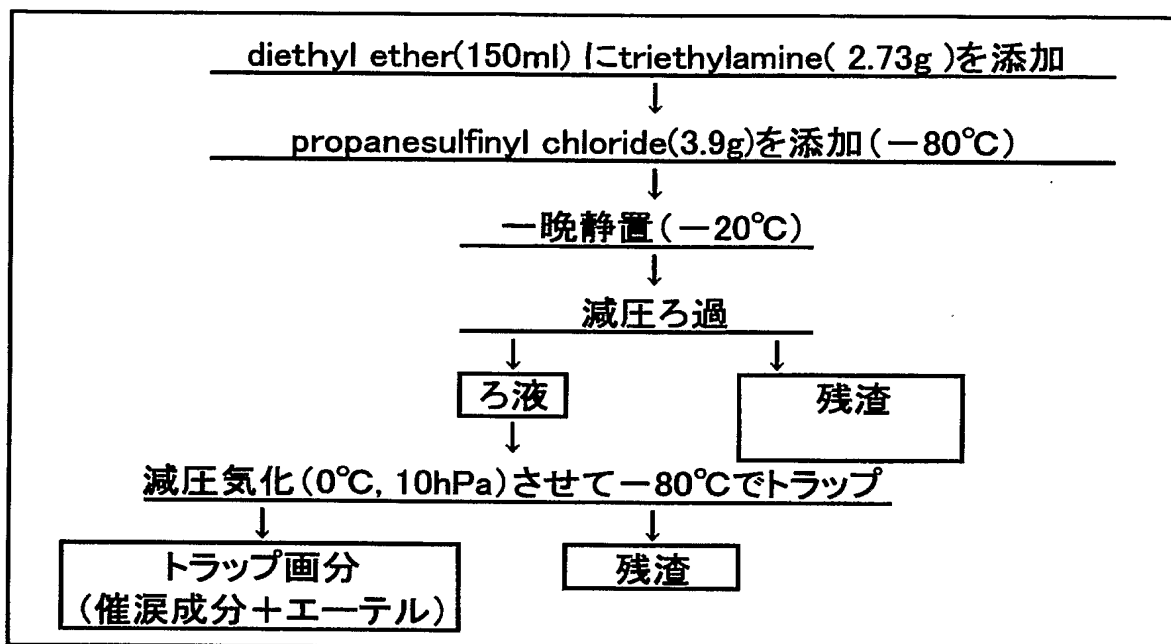 diethyl ether(150ml) にtriethylamine( 2.73g )を添加
↓
propanesulfinyl chloride(3.9g)を添加(－80℃)
↓
一晩静置(－20℃)
↓
減圧ろ過
↓ ↓
ろ液 残渣
↓
減圧気化(0℃, 10hPa)させて－80℃でトラップ
↓ ↓
トラップ画分 残渣
(催涙成分＋エーテル)